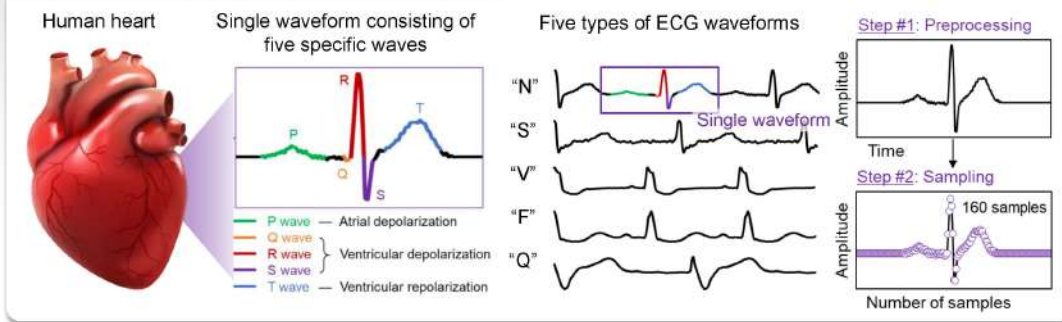 Human heart
Single waveform consisting of
five specific waves
R
P
T
Q
S
P wave — Atrial depolarization
Q wave
R wave
Ventricular depolarization
S wave
T wave — Ventricular repolarization
Five types of ECG waveforms
“N”
Single waveform
“S”
“V”
“F”
“Q”
Step #1: Preprocessing
Amplitude
Time
Step #2: Sampling
160 samples
Amplitude
Number of samples